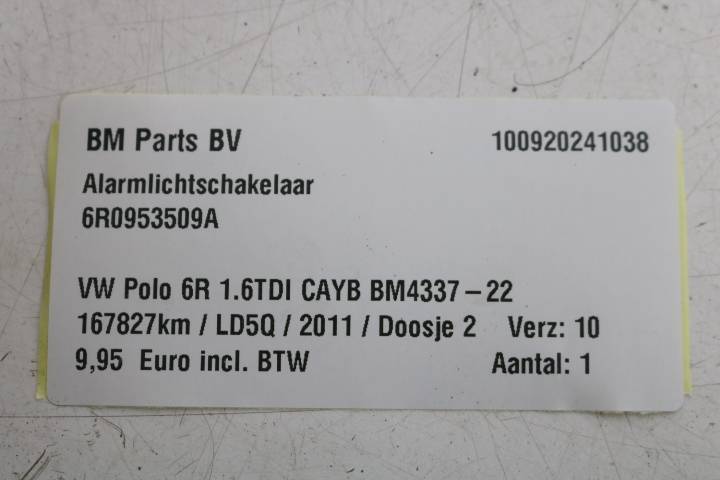 BM Parts BV 100920241038
Alarmlichtschakelaar
6R0953509A
VW Polo 6R 1.6TDI CAYB BM4337-22
167827km / LD5Q / 2011 / Doosje 2 Verz: 10
9,95 Euro incl. BTW Aantal: 1